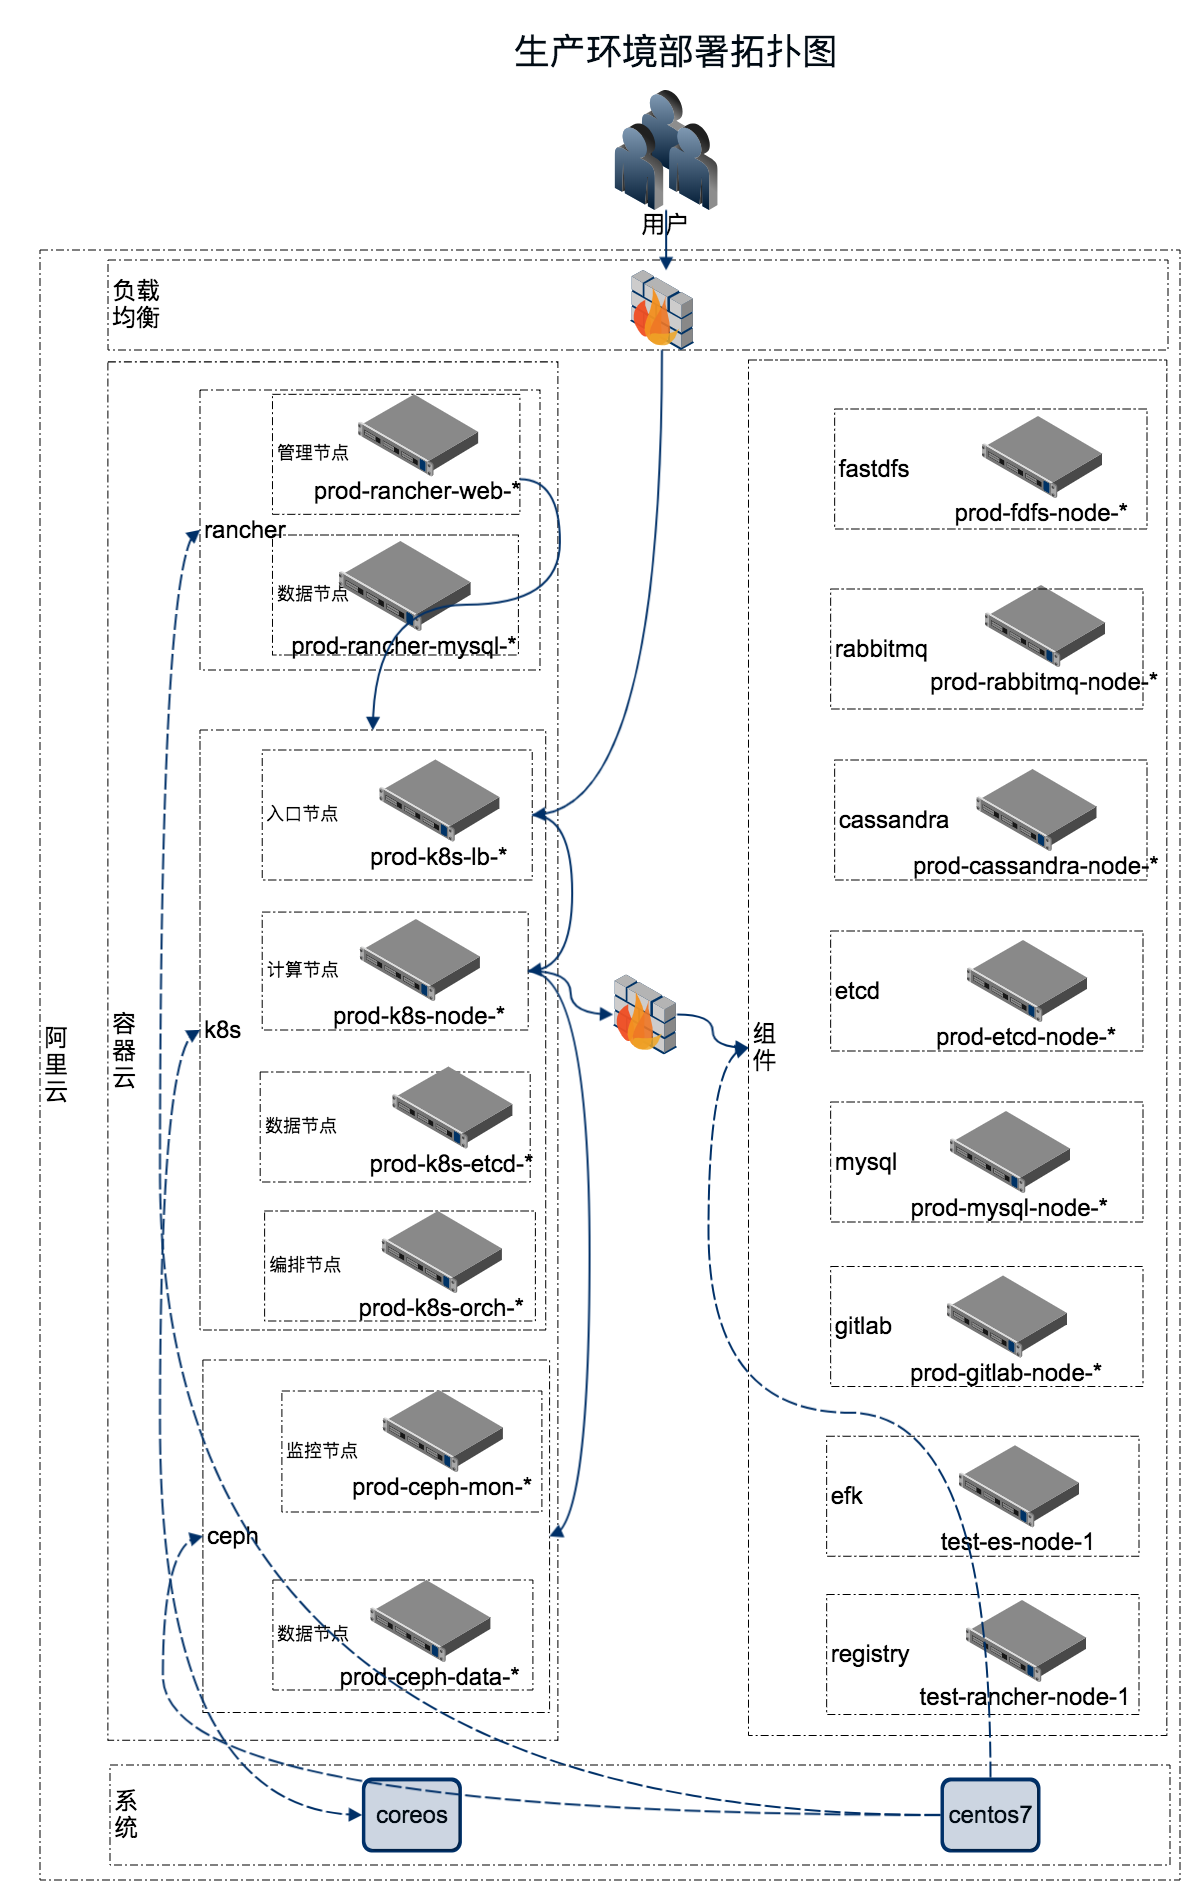 生产环境部署拓扑图
用户
负载
均衡
阿
里
云
容
器
云
rancher
管理节点
prod-rancher-web-*
数据节点
prod-rancher-mysql-*
k8s
入口节点
prod-k8s-lb-*
计算节点
prod-k8s-node-*
数据节点
prod-k8s-etcd-*
编排节点
prod-k8s-orch-*
ceph
监控节点
prod-ceph-mon-*
数据节点
prod-ceph-data-*
组
件
fastdfs
prod-fdfs-node-*
rabbitmq
prod-rabbitmq-node-*
cassandra
prod-cassandra-node-*
etcd
prod-etcd-node-*
mysql
prod-mysql-node-*
gitlab
prod-gitlab-node-*
efk
test-es-node-1
registry
test-rancher-node-1
系
统
coreos
centos7